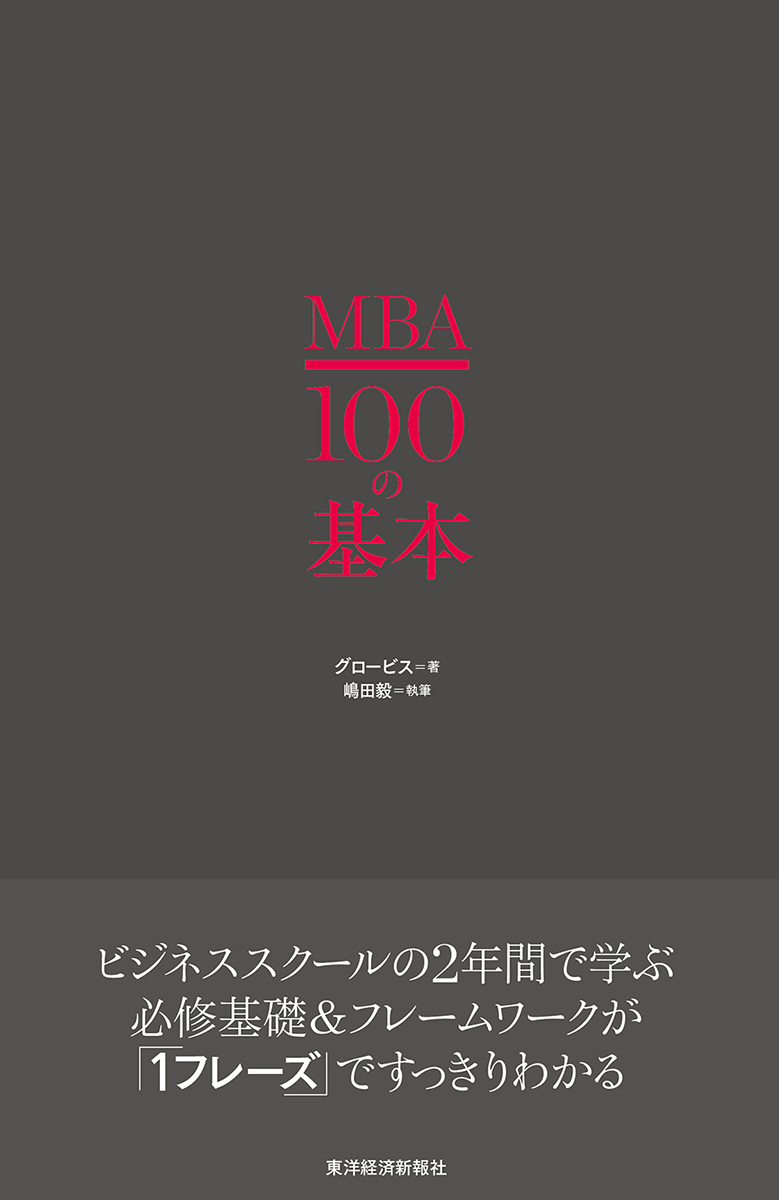 MBA
100
の
基本
グロービス＝著
嶋田毅＝執筆
ビジネススクールの2年間で学ぶ
必修基礎&フレームワークが
「1フレーズ」ですっきりわかる
東洋経済新報社